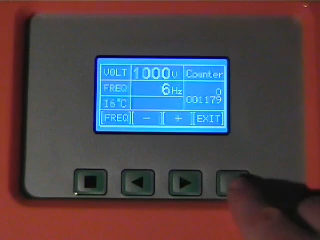 VOLT 1000V Counter
FREQ 6Hz 0
16℃ 001179
FREQ - + EXIT